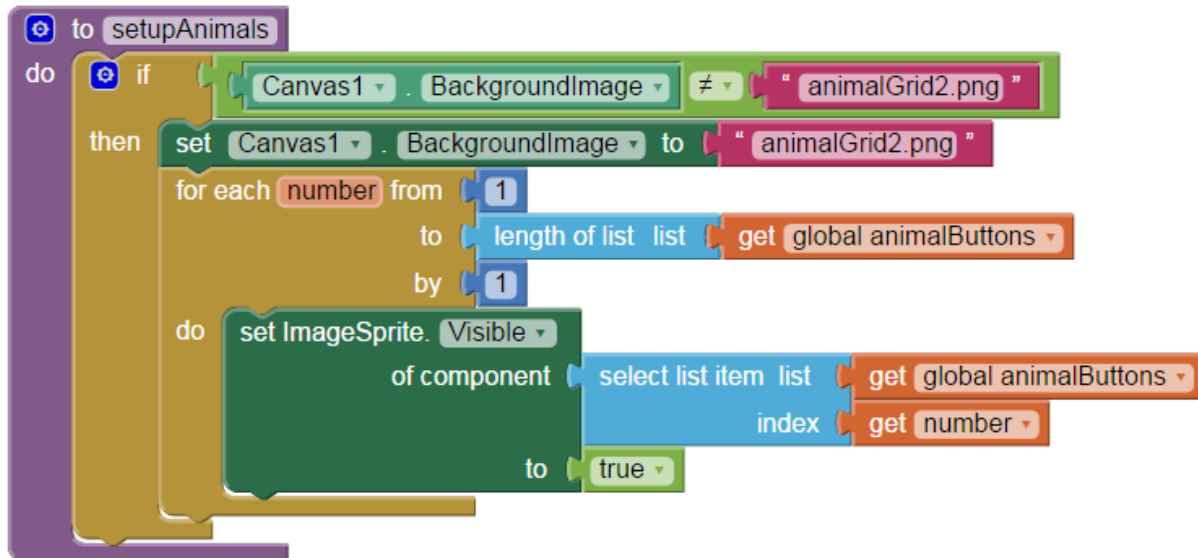 to setupAnimals
do if Canvas1 . BackgroundImage ≠ " animalGrid2.png "
then set Canvas1 . BackgroundImage to " animalGrid2.png "
for each number from 1
to length of list list get global animalButtons
by 1
do set ImageSprite. Visible
of component select list item list get global animalButtons
index get number
to true